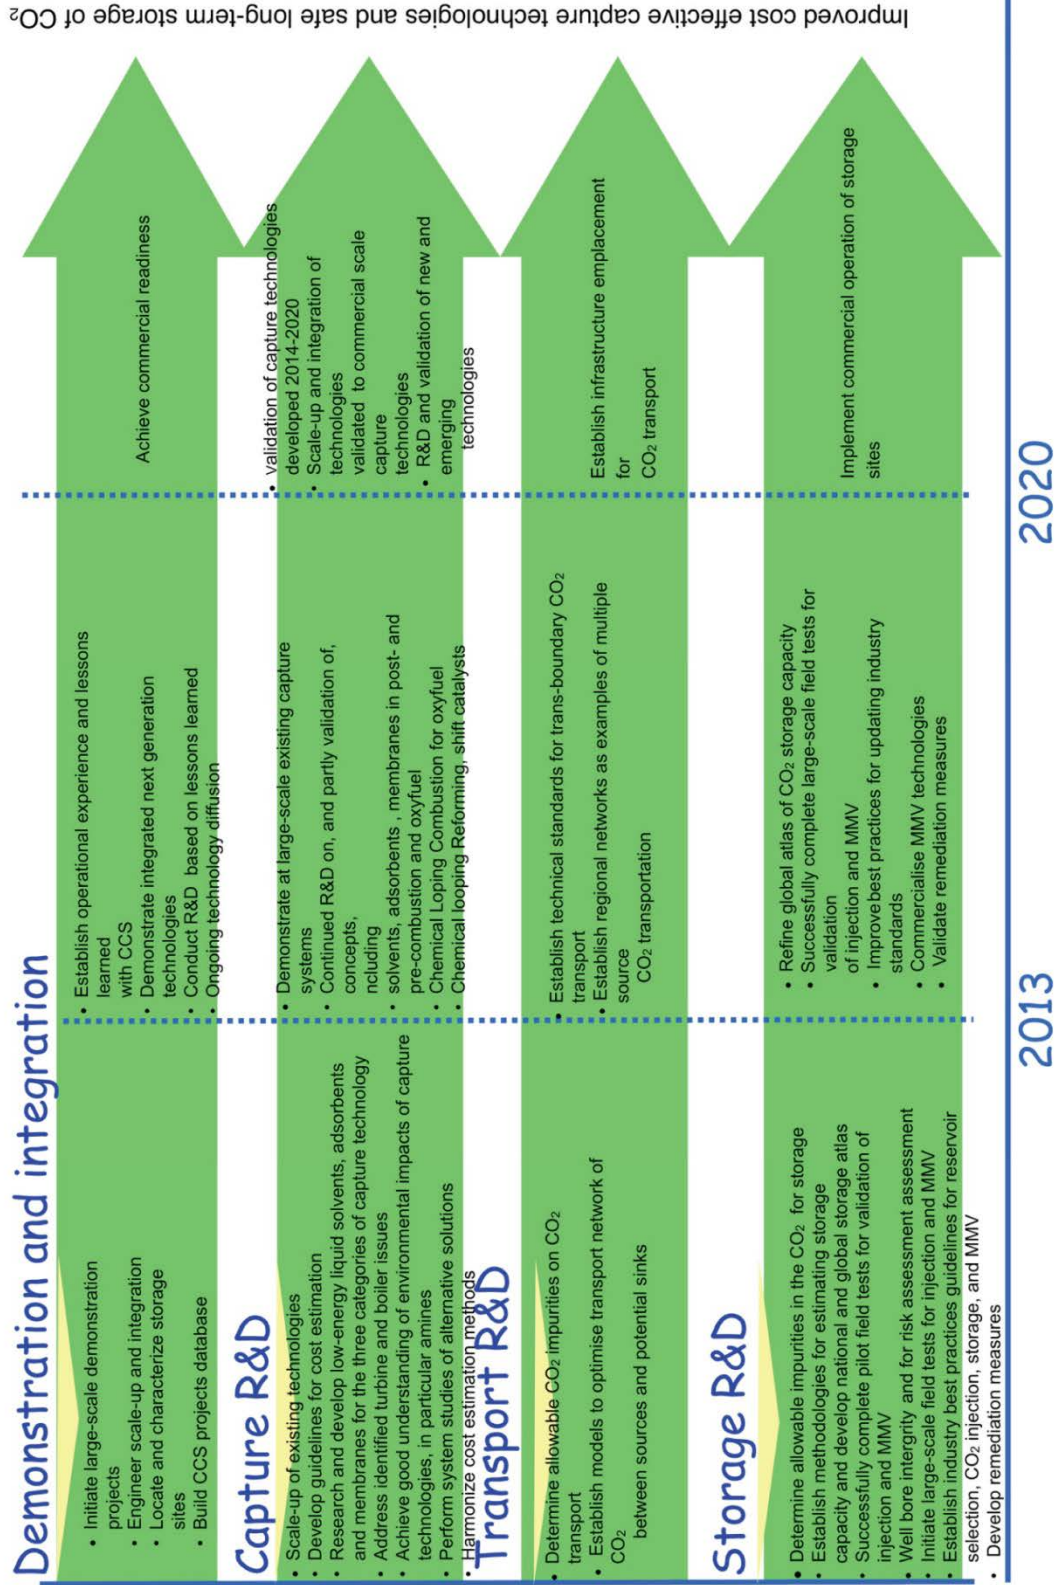 Demonstration and integration
• Initiate large-scale demonstration
projects
• Engineer scale-up and integration
• Locate and characterize storage
sites
• Build CCS projects database
• Establish operational experience and lessons
learned
with CCS
• Demonstrate integrated next generation
technologies
• Conduct R&D based on lessons learned
• Ongoing technology diffusion
Achieve commercial readiness
Capture R&D
• Scale-up of existing technologies
• Develop guidelines for cost estimation
• Research and develop low-energy liquid solvents, adsorbents
and membranes for the three categories of capture technology
• Address identified turbine and boiler issues
• Achieve good understanding of environmental impacts of capture
technologies, in particular amines
• Perform system studies of alternative solutions
• Harmonize cost estimation methods
• Demonstrate at large-scale existing capture
systems
• Continued R&D on, and partly validation of,
concepts,
ncluding
• solvents, adsorbents , membranes in post- and
pre-combustion and oxyfuel
• Chemical Loping Combustion for oxyfuel
• Chemical looping Reforming, shift catalysts
• Validation of capture technologies
developed 2014-2020
• Scale-up and integration of
technologies
validated to commercial scale
capture
technologies
• R&D and validation of new and
emerging
technologies
Transport R&D
• Determine allowable CO₂ impurities on CO₂
transport
• Establish models to optimise transport network of
CO₂
between sources and potential sinks
• Establish technical standards for trans-boundary CO₂
transport
• Establish regional networks as examples of multiple
source
CO₂ transportation
Establish infrastructure emplacement
for
CO₂ transport
Storage R&D
• Determine allowable impurities in the CO₂ for storage
• Establish methodologies for estimating storage
capacity and develop national and global storage atlas
• Successfully complete pilot field tests for validation of
injection and MMV
• Well bore intergrity and for risk assessment assessment
• Initiate large-scale field tests for injection and MMV
• Establish industry best practices guidelines for reservoir
selection, CO₂ injection, storage, and MMV
• Develop remediation measures
• Refine global atlas of CO₂ storage capacity
• Successfully complete large-scale field tests for
validation
of injection and MMV
• Improve best practices for updating industry
standards
• Commercialise MMV technologies
• Validate remediation measures
Implement commercial operation of storage
sites
2013
2020
Improved cost effective capture technologies and safe long-term storage of CO₂